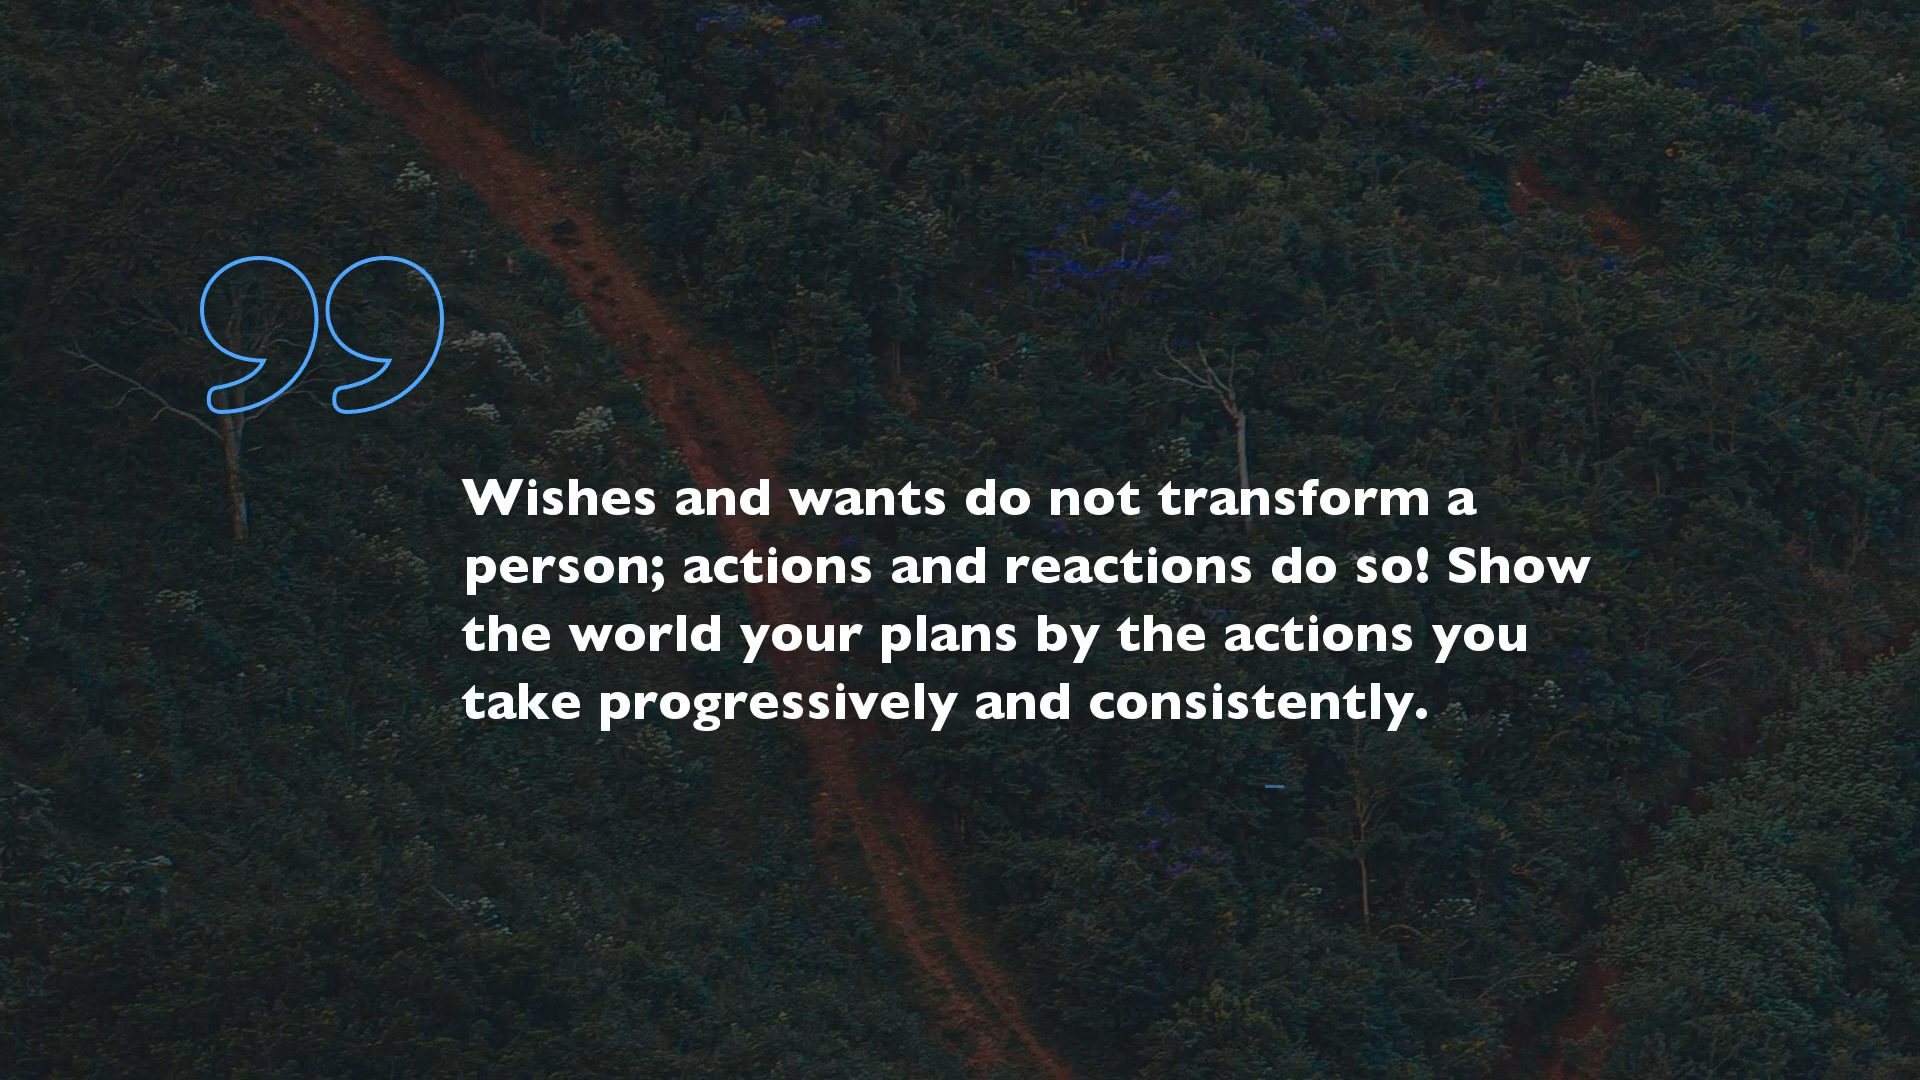 Wishes and wants do not transform a
person; actions and reactions do so! Show
the world your plans by the actions you
take progressively and consistently.